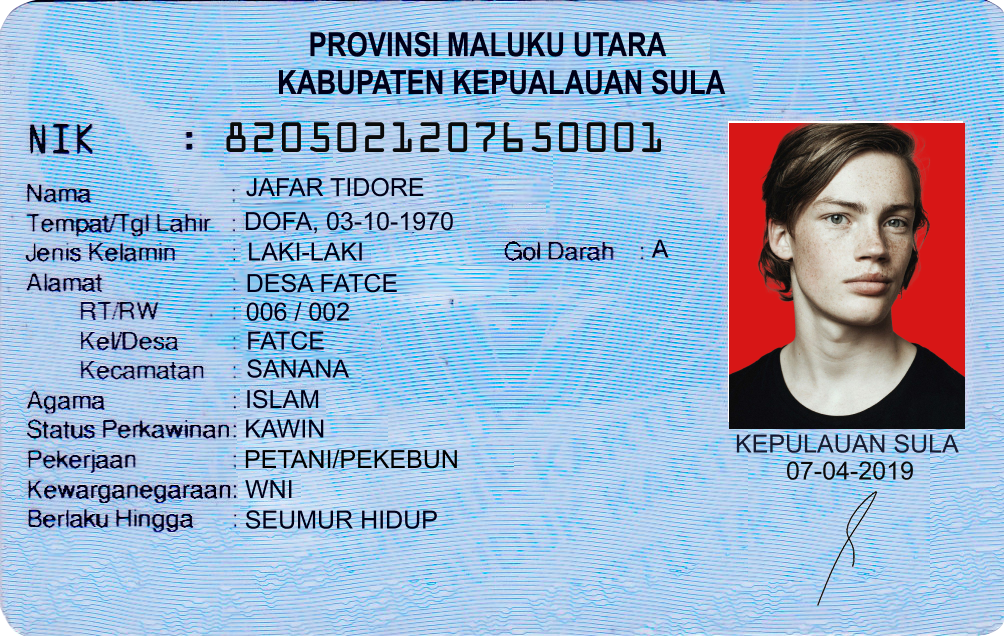 PROVINSI MALUKU UTARA
KABUPATEN KEPUALAUAN SULA
NIK : 8205021207650001
Nama : JAFAR TIDORE
Tempat/Tgl Lahir : DOFA, 03-10-1970
Jenis Kelamin : LAKI-LAKI Gol Darah : A
Alamat : DESA FATCE
RT/RW : 006 / 002
Kel/Desa : FATCE
Kecamatan : SANANA
Agama : ISLAM
Status Perkawinan: KAWIN
Pekerjaan : PETANI/PEKEBUN
Kewarganegaraan: WNI
Berlaku Hingga : SEUMUR HIDUP
KEPULAUAN SULA
07-04-2019